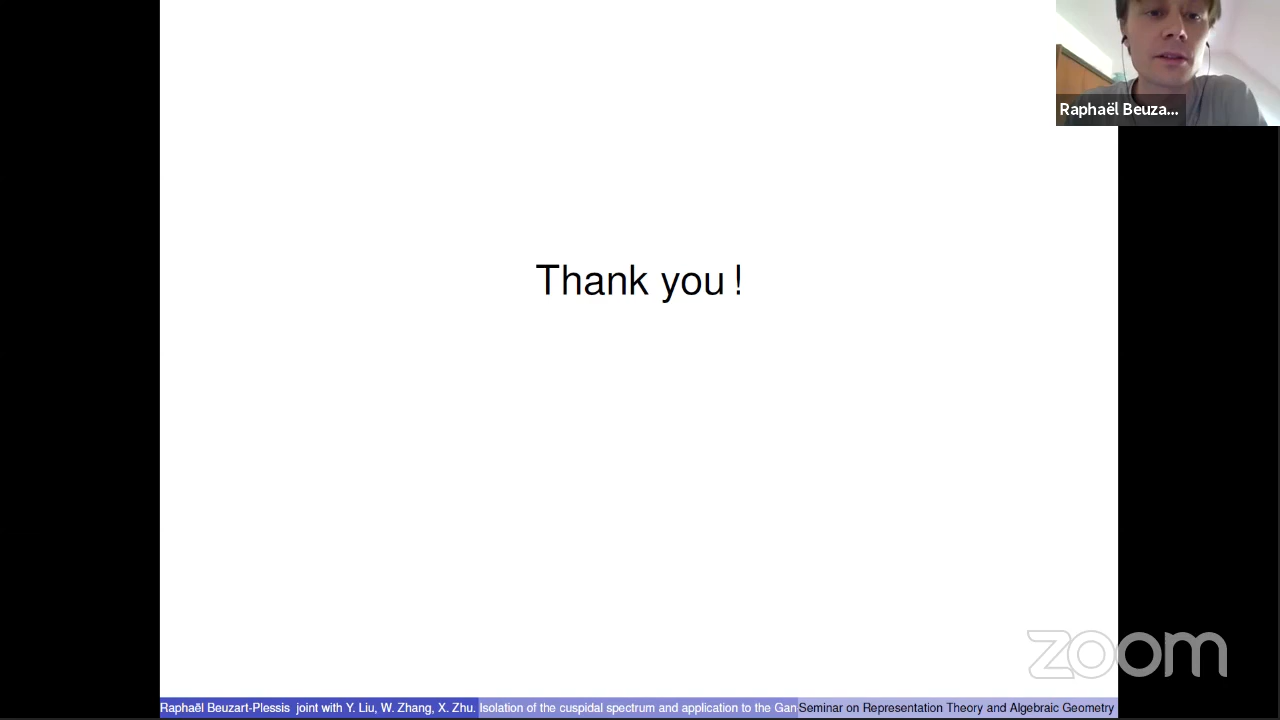 Raphaël Beuza...
Thank you !
zoom
Raphaël Beuzart-Plessis joint with Y. Liu, W. Zhang, X. Zhu.
Isolation of the cuspidal spectrum and application to the Gan
Seminar on Representation Theory and Algebraic Geometry